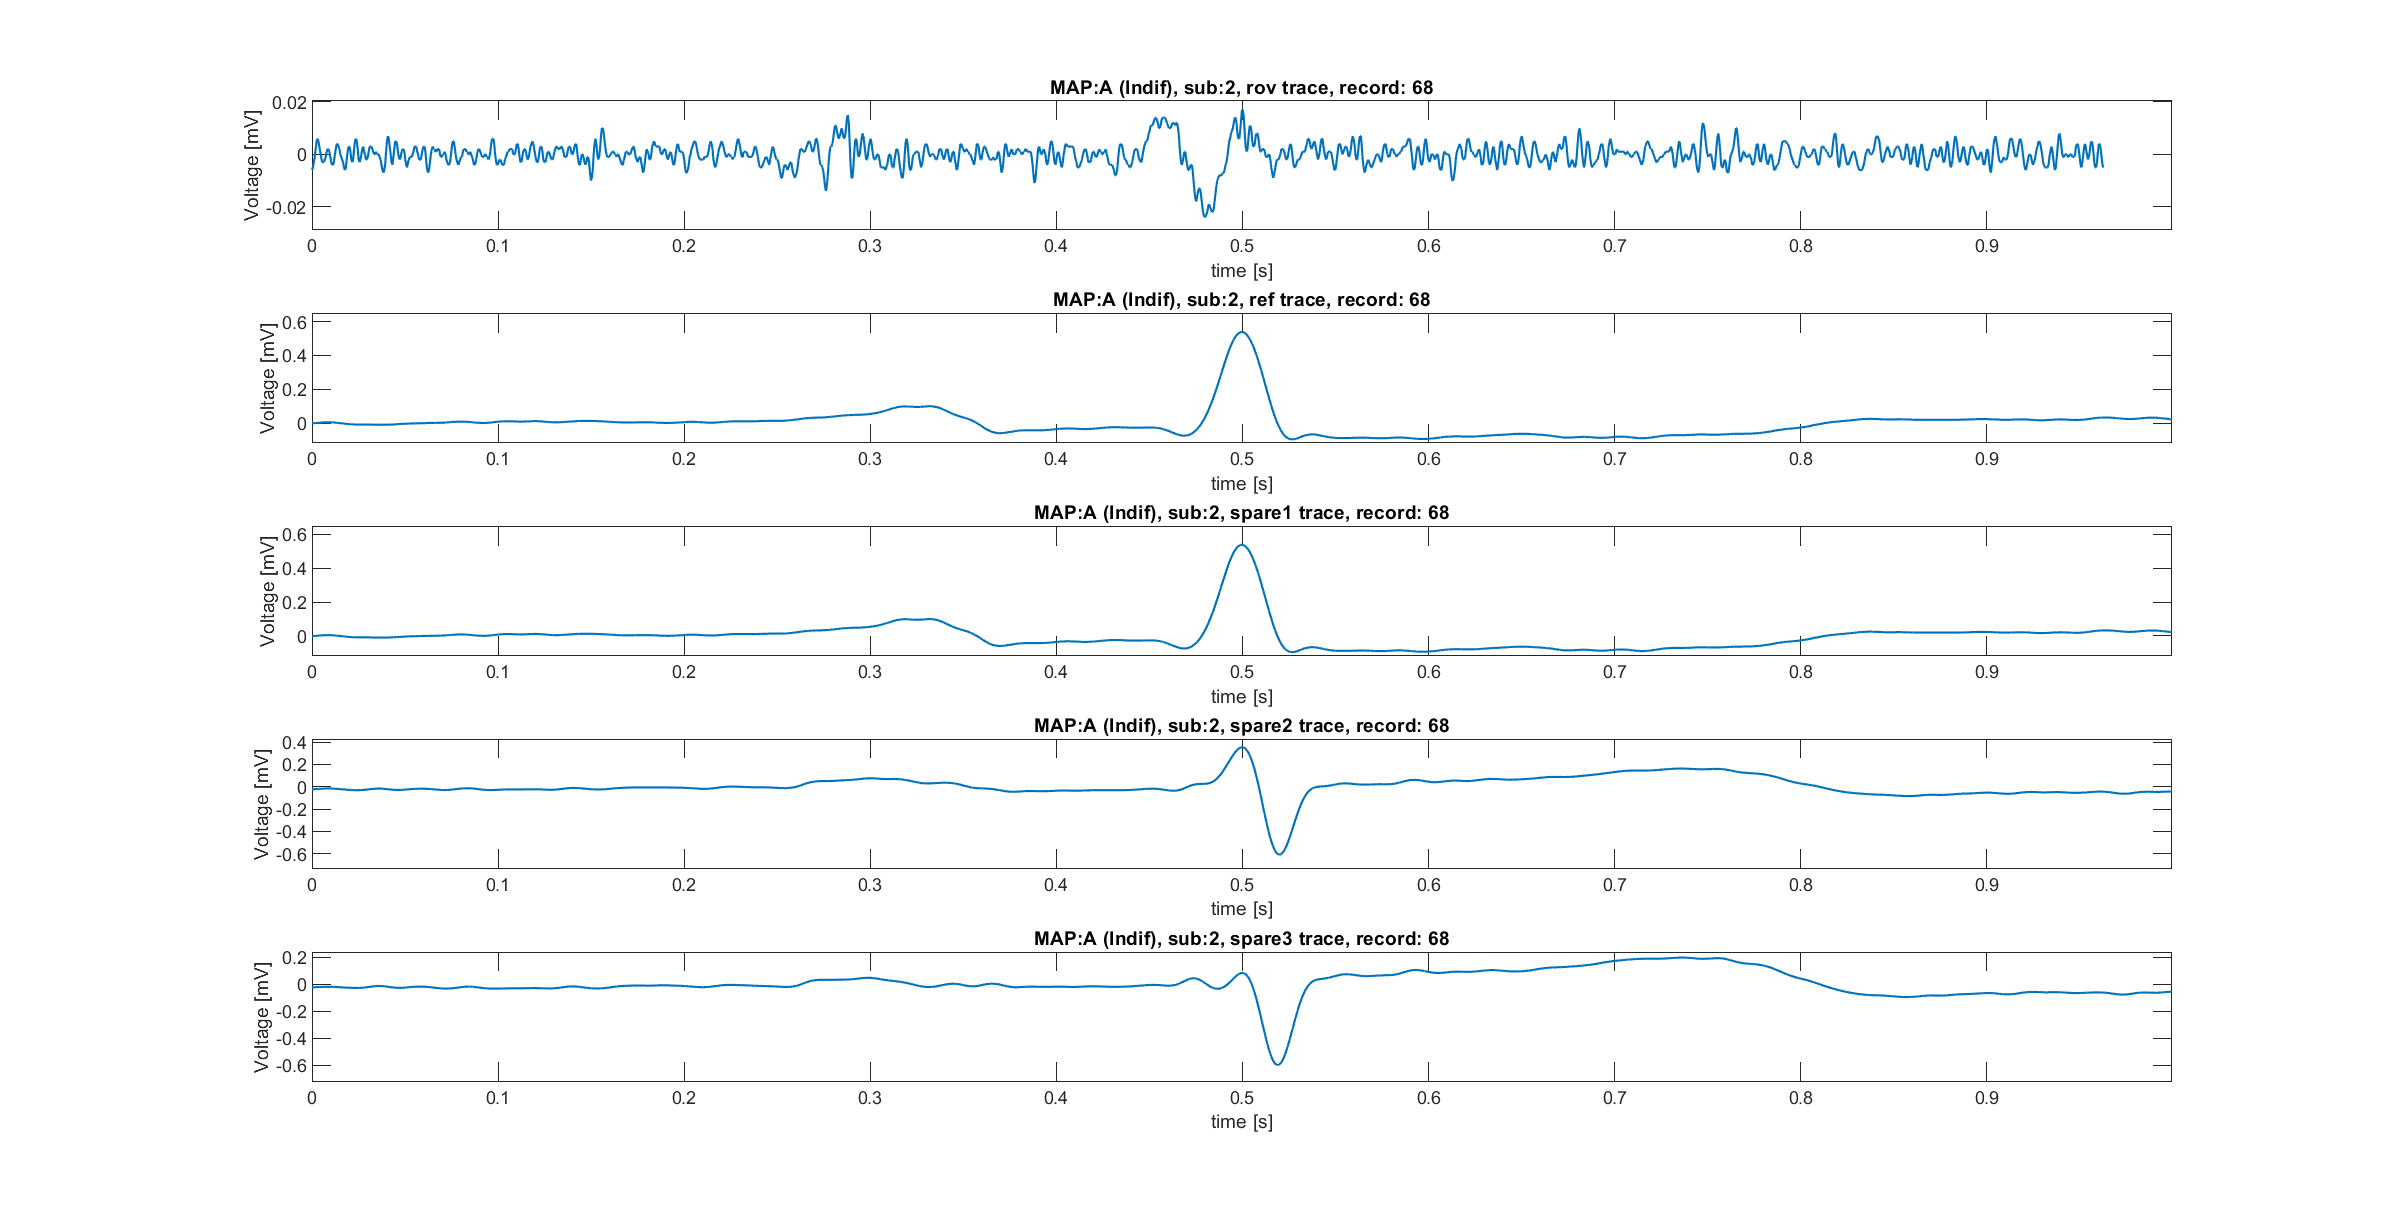 MAP:A (Indif), sub:2, rov trace, record: 68
Voltage [mV]
0.02
0
-0.02
0 0.1 0.2 0.3 0.4 0.5 0.6 0.7 0.8 0.9
time [s]
MAP:A (Indif), sub:2, ref trace, record: 68
Voltage [mV]
0.6
0.4
0.2
0
0 0.1 0.2 0.3 0.4 0.5 0.6 0.7 0.8 0.9
time [s]
MAP:A (Indif), sub:2, spare1 trace, record: 68
Voltage [mV]
0.6
0.4
0.2
0
0 0.1 0.2 0.3 0.4 0.5 0.6 0.7 0.8 0.9
time [s]
MAP:A (Indif), sub:2, spare2 trace, record: 68
Voltage [mV]
0.4
0.2
0
-0.2
-0.4
-0.6
0 0.1 0.2 0.3 0.4 0.5 0.6 0.7 0.8 0.9
time [s]
MAP:A (Indif), sub:2, spare3 trace, record: 68
Voltage [mV]
0.2
0
-0.2
-0.4
-0.6
0 0.1 0.2 0.3 0.4 0.5 0.6 0.7 0.8 0.9
time [s]